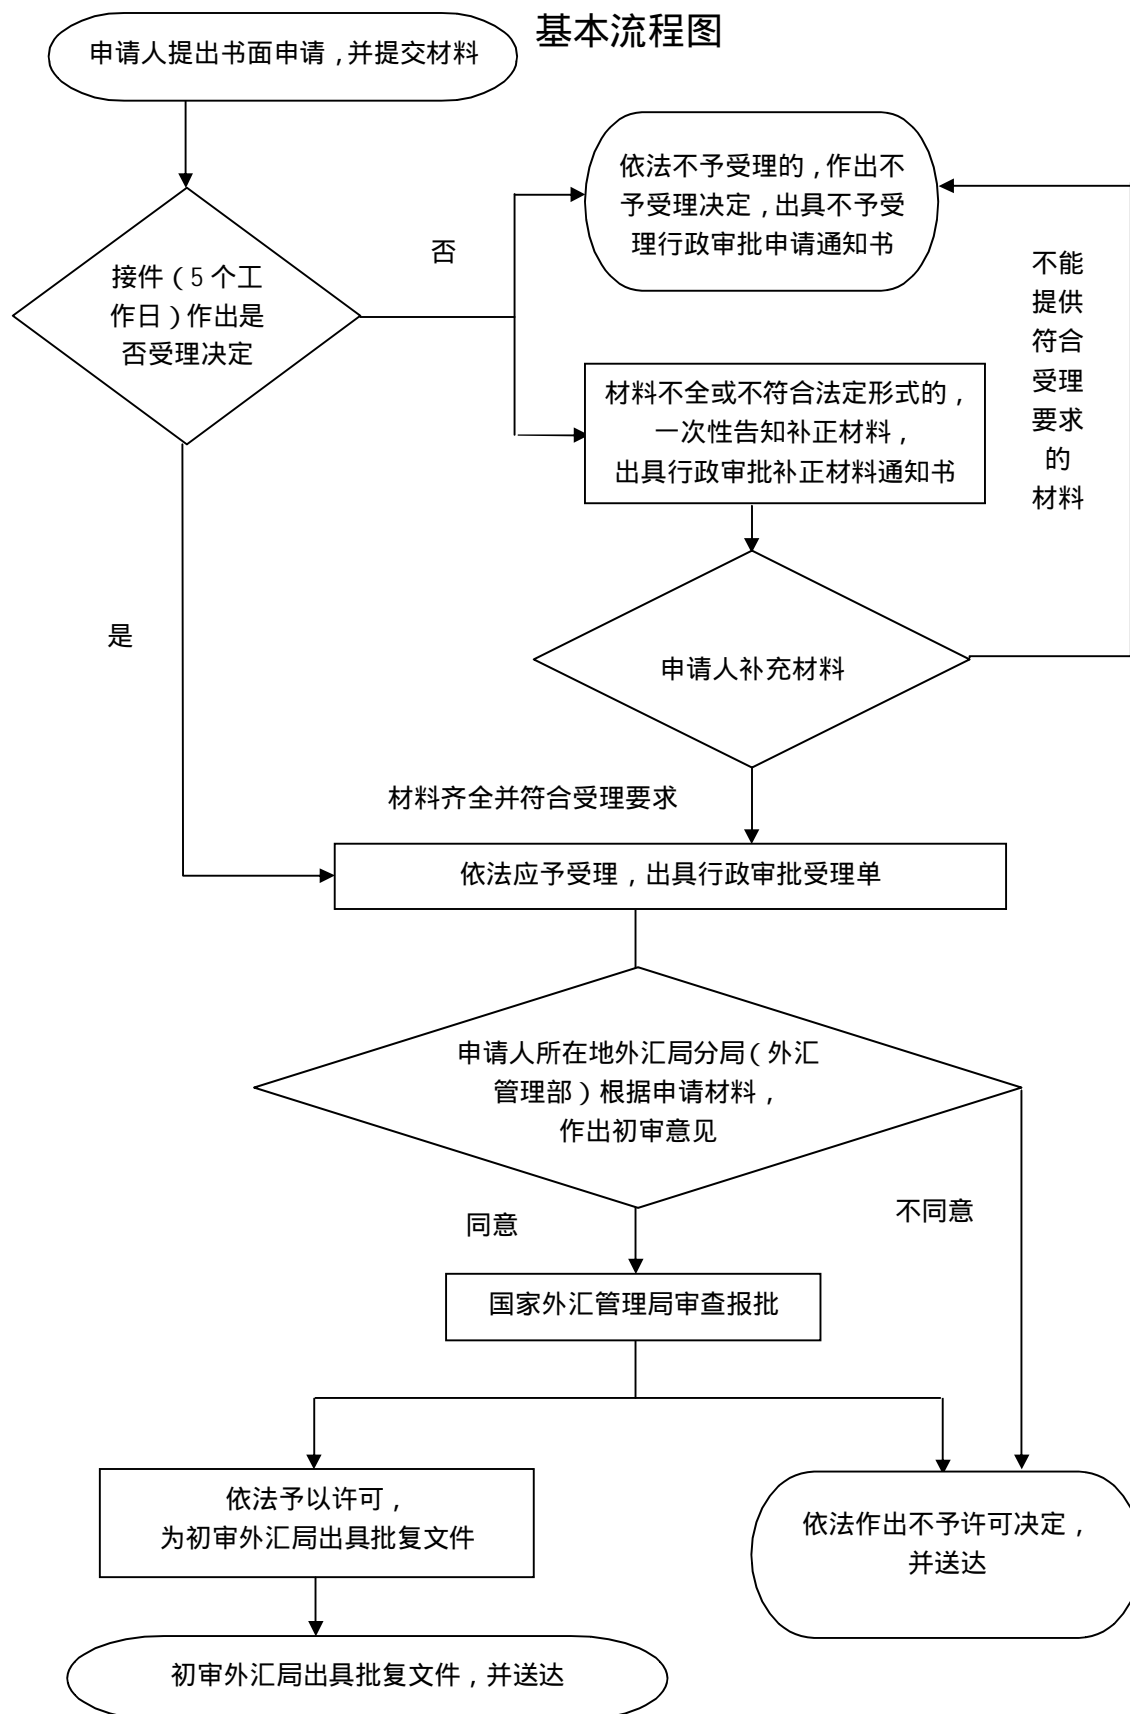 基本流程图
申请人提出书面申请,并提交材料
依法不予受理的,作出不
予受理决定,出具不予受
理行政审批申请通知书
否
接件(5个工
作日)作出是
否受理决定
不能
提供
符合
受理
要求
的
材料
材料不全或不符合法定形式的,
一次性告知补正材料,
出具行政审批补正材料通知书
是
申请人补充材料
材料齐全并符合受理要求
依法应予受理,出具行政审批受理单
申请人所在地外汇局分局(外汇
管理部)根据申请材料,
作出初审意见
同意
不同意
国家外汇管理局审查报批
依法予以许可,
为初审外汇局出具批复文件
依法作出不予许可决定,
并送达
初审外汇局出具批复文件,并送达